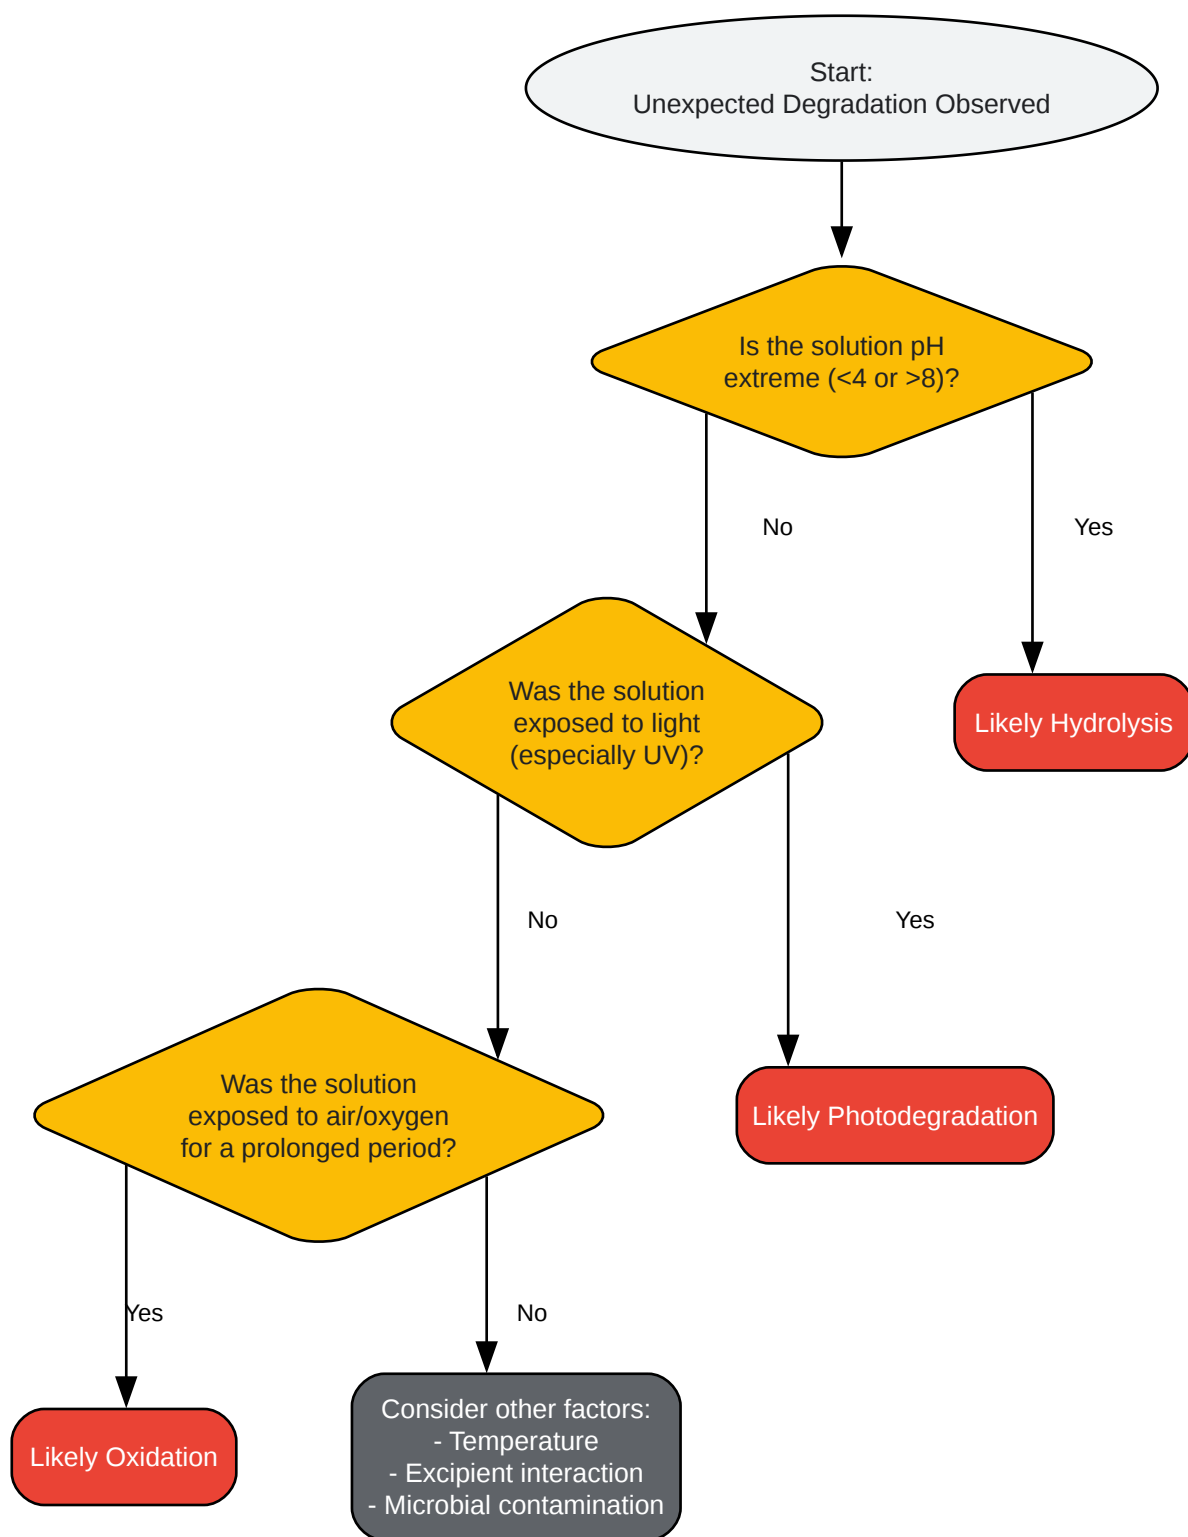 Start:
Unexpected Degradation Observed
Is the solution pH
extreme (<4 or >8)?
No
Yes
Was the solution
exposed to light
(especially UV)?
Likely Hydrolysis
No
Yes
Was the solution
exposed to air/oxygen
for a prolonged period?
Likely Photodegradation
Yes
No
Likely Oxidation
Consider other factors:
- Temperature
- Excipient interaction
- Microbial contamination